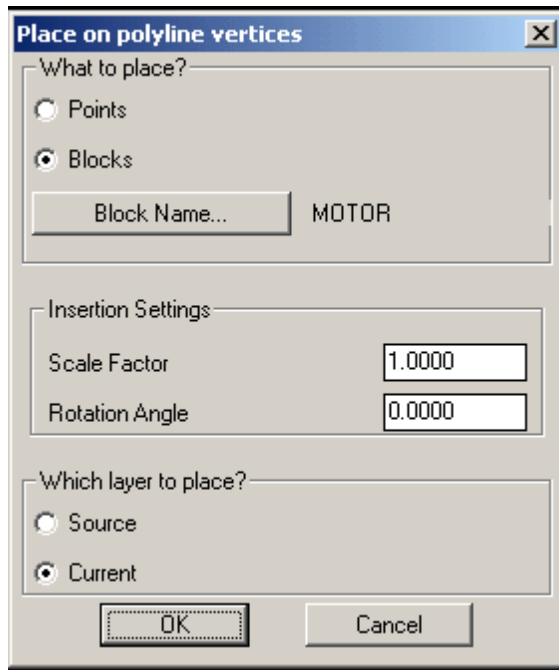 Place on polyline vertices
What to place?
Points
Blocks
Block Name... MOTOR
Insertion Settings
Scale Factor 1.0000
Rotation Angle 0.0000
Which layer to place?
Source
Current
OK Cancel